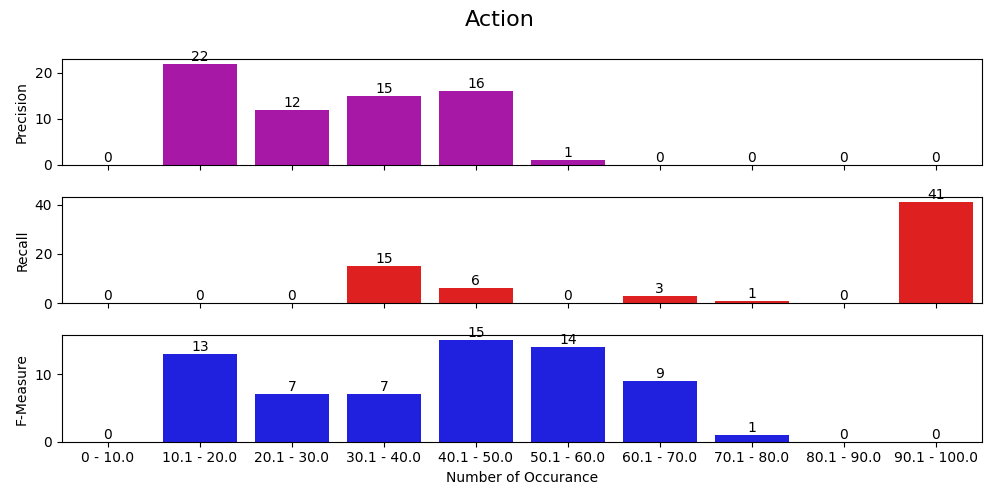 Action
Precision
20
10
0
0 22 12 15 16 1 0 0 0 0
Recall
40
20
0
0 0 0 15 6 0 3 1 0 41
F-Measure
10
0
0 13 7 7 15 14 9 1 0 0
0 - 10.0 10.1 - 20.0 20.1 - 30.0 30.1 - 40.0 40.1 - 50.0 50.1 - 60.0 60.1 - 70.0 70.1 - 80.0 80.1 - 90.0 90.1 - 100.0
Number of Occurance